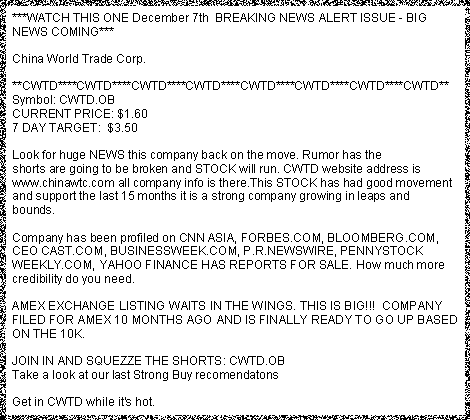 ***WATCH THIS ONE December 7th  BREAKING NEWS ALERT ISSUE - BIG
NEWS COMING***
China World Trade Corp.
**CWTD****CWTD****CWTD****CWTD****CWTD****CWTD****CWTD****CWTD**
Symbol: CWTD.OB
CURRENT PRICE: $1.60
7 DAY TARGET:  $3.50
Look for huge NEWS this company back on the move. Rumor has the
shorts are going to be broken and STOCK will run. CWTD website address is
www.chinawtc.com all company info is there.This STOCK has had good movement
and support the last 15 months it is a strong company growing in leaps and
bounds.
Company has been profiled on CNN ASIA, FORBES.COM, BLOOMBERG.COM,
CEO CAST.COM, BUSINESSWEEK.COM, P.R.NEWSWIRE, PENNYSTOCK
WEEKLY.COM, YAHOO FINANCE HAS REPORTS FOR SALE. How much more
credibility do you need.
AMEX EXCHANGE LISTING WAITS IN THE WINGS. THIS IS BIG!!!  COMPANY
FILED FOR AMEX 10 MONTHS AGO AND IS FINALLY READY TO GO UP BASED
ON THE 10K.
JOIN IN AND SQUEZZE THE SHORTS: CWTD.OB
Take a look at our last Strong Buy recomendatons
Get in CWTD while it's hot.